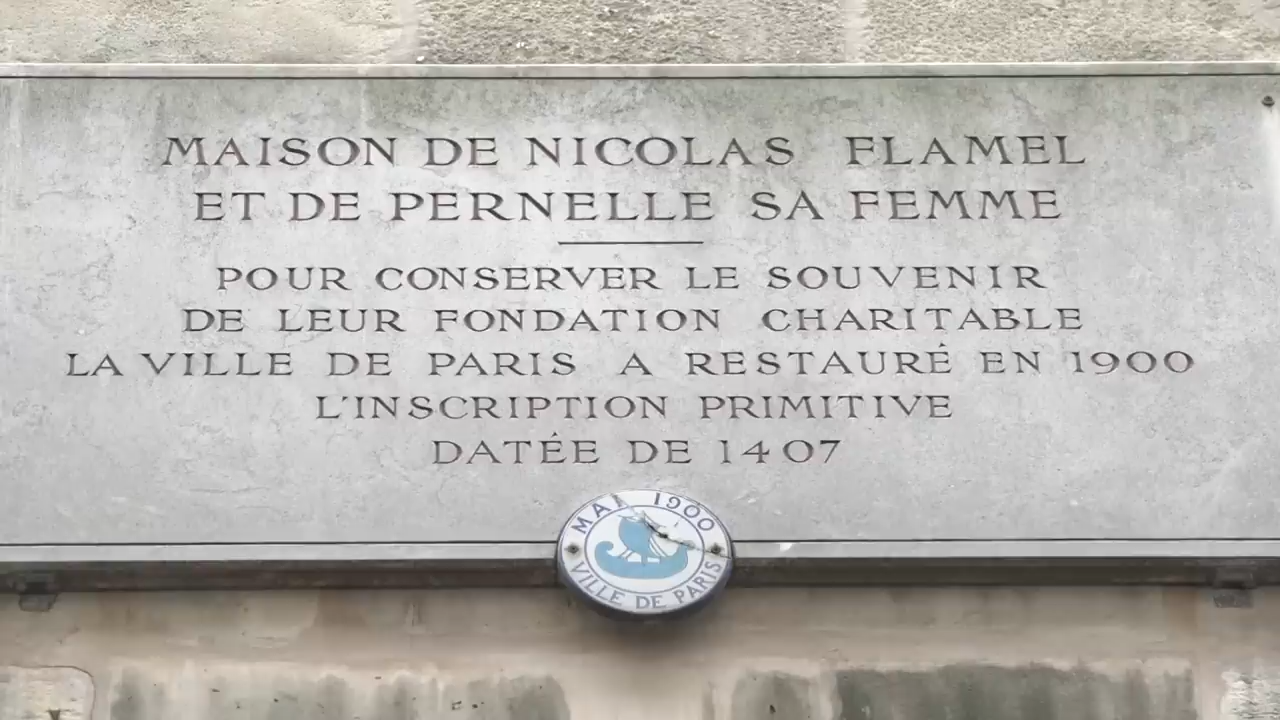 MAISON DE NICOLAS FLAMEL
ET DE PERNELLE SA FEMME
POUR CONSERVER LE SOUVENIR
DE LEUR FONDATION CHARITABLE
LA VILLE DE PARIS A RESTAURÉ EN 1900
L'INSCRIPTION PRIMITIVE
DATÉE DE 1407
MAI 1900
VILLE DE PARIS